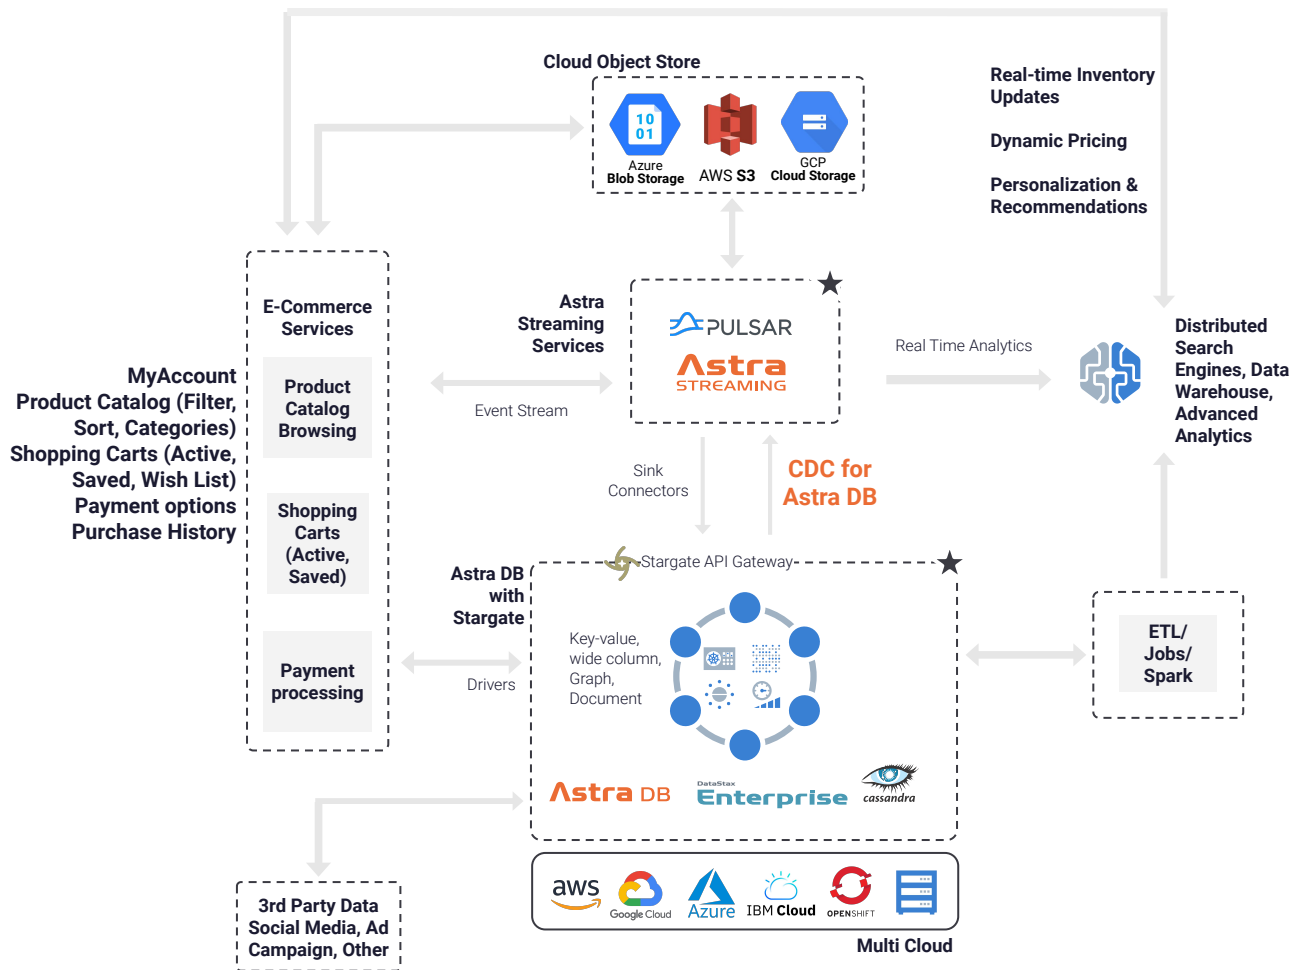 Cloud Object Store
10
01
Azure
Blob Storage
AWS S3
GCP
Cloud Storage
Real-time Inventory
Updates
Dynamic Pricing
Personalization &
Recommendations
E-Commerce
Services
Product
Catalog
Browsing
Shopping
Carts
(Active,
Saved)
Payment
processing
MyAccount
Product Catalog (Filter,
Sort, Categories)
Shopping Carts (Active,
Saved, Wish List)
Payment options
Purchase History
Astra
Streaming
Services
PULSAR
Astra
STREAMING
Event Stream
Real Time Analytics
Distributed
Search
Engines, Data
Warehouse,
Advanced
Analytics
Sink
Connectors
CDC for
Astra DB
Astra DB
with
Stargate
Stargate API Gateway
Key-value,
wide column,
Graph,
Document
Drivers
ETL/
Jobs/
Spark
Astra DB
DataStax
Enterprise
cassandra
3rd Party Data
Social Media, Ad
Campaign, Other
aws
Google Cloud
Azure
IBM Cloud
OPENSHIFT
Multi Cloud